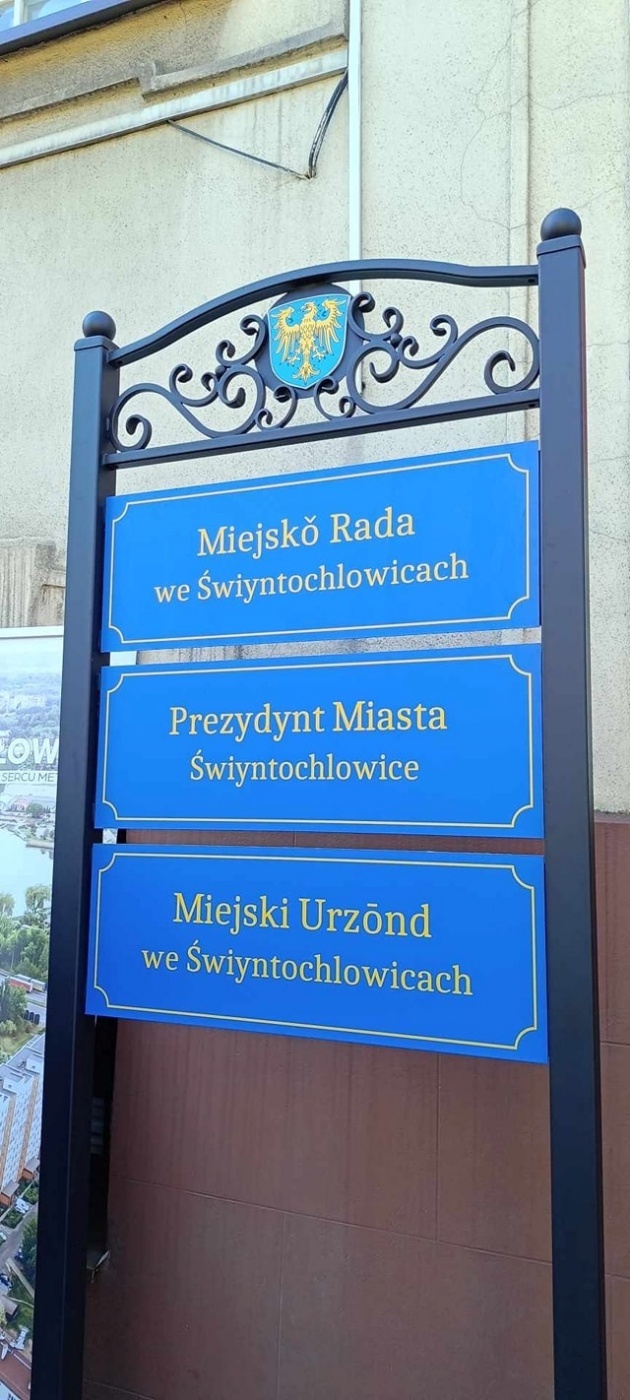 Miejskŏ Rada
we Świyntochlowicach
Prezydynt Miasta
Świyntochlowice
Miejski Urzōnd
we Świyntochlowicach